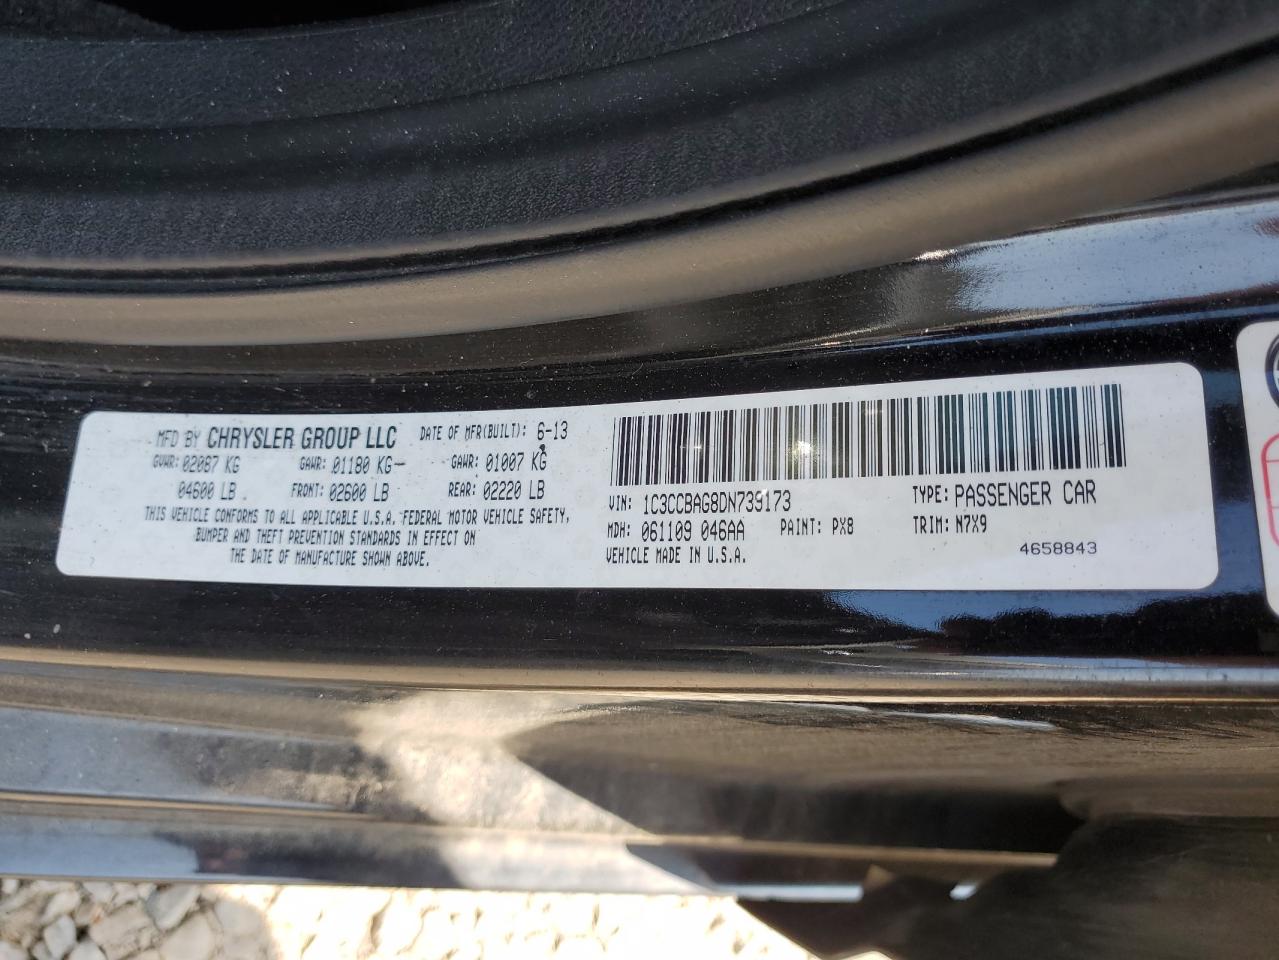 MFD BY CHRYSLER GROUP LLC DATE OF MFR(BUILT): 6-13
GVWR: 02087 KG GAWR: 01180 KG GAWR: 01007 KG
04600 LB FRONT: 02600 LB REAR: 02220 LB
THIS VEHICLE CONFORMS TO ALL APPLICABLE U.S.A. FEDERAL MOTOR VEHICLE SAFETY,
BUMPER AND THEFT PREVENTION STANDARDS IN EFFECT ON
THE DATE OF MANUFACTURE SHOWN ABOVE.
VIN: 1C3CCBAG8DN739173 TYPE: PASSENGER CAR
MDH: 061109 046AA PAINT: PX8 TRIM: N7X9
VEHICLE MADE IN U.S.A. 4658843